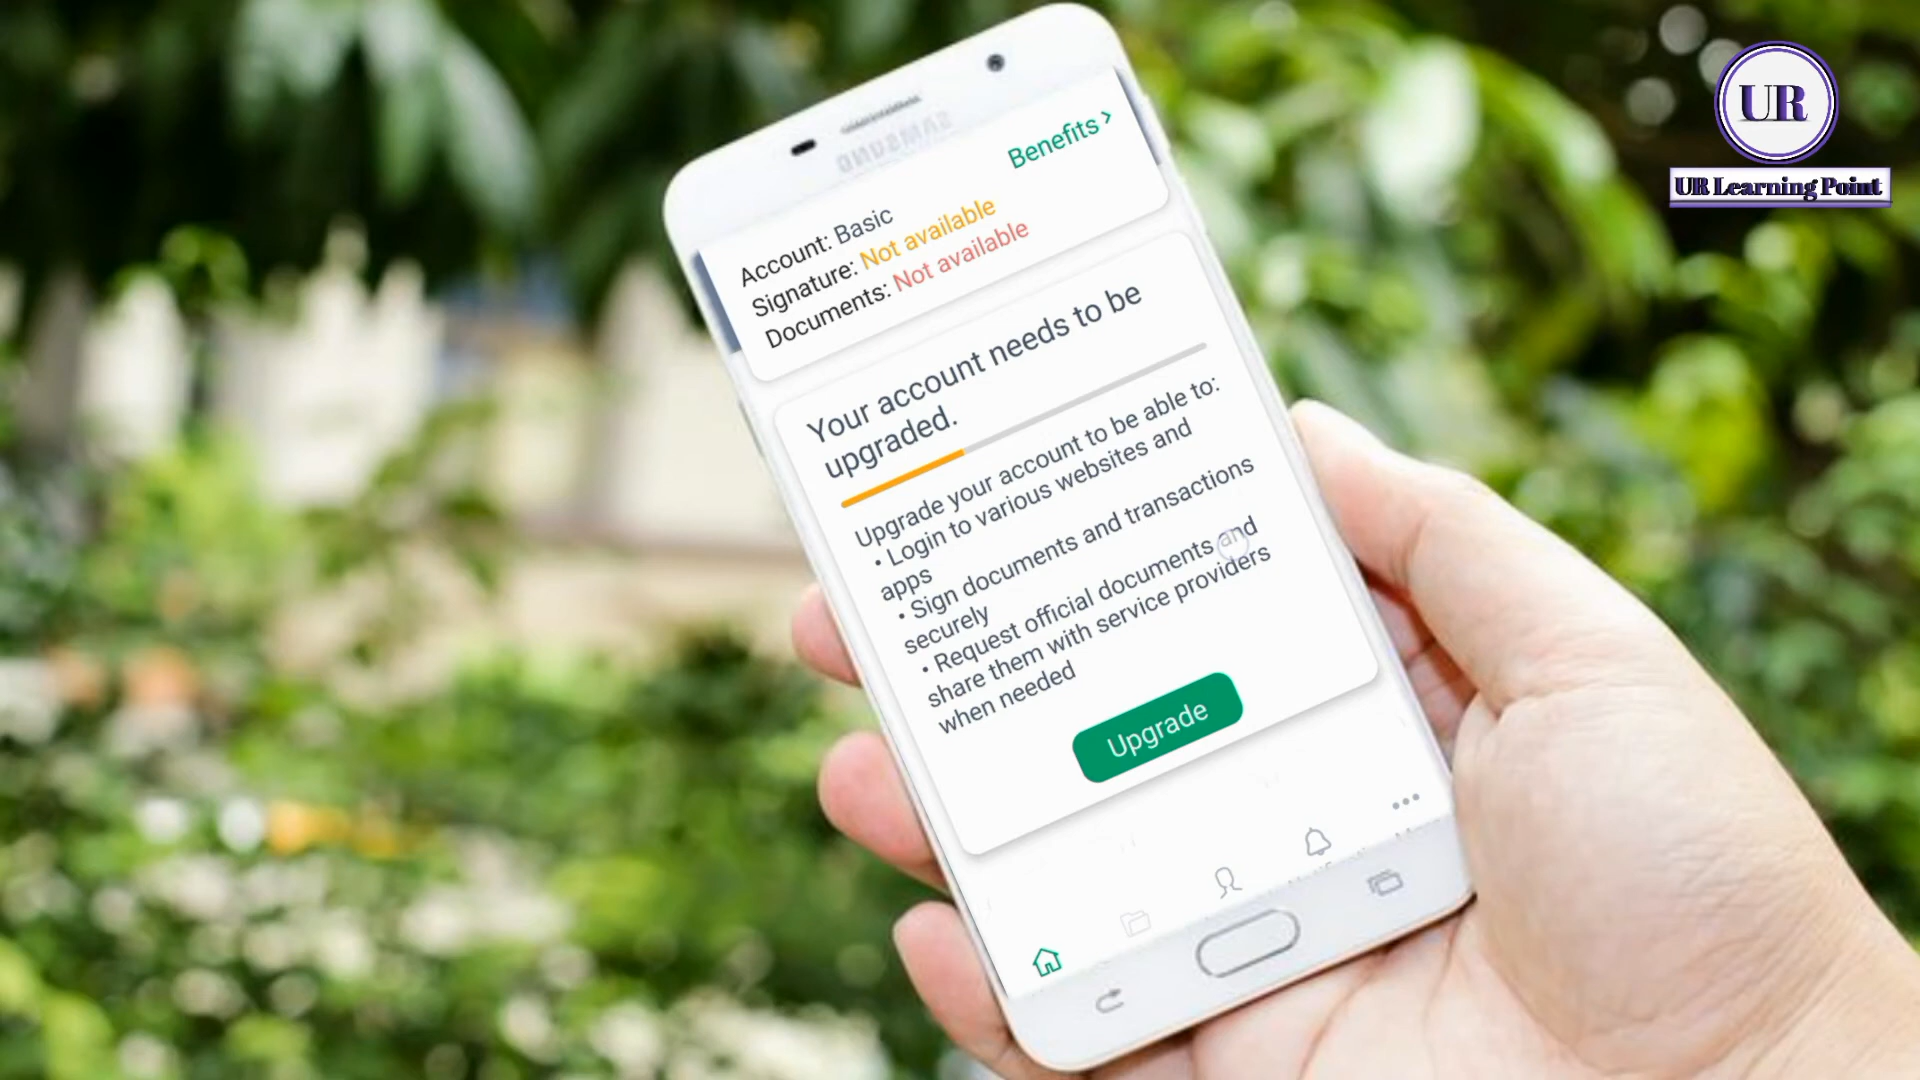 UR
UR Learning Point
SAMSUNG
Benefits >
Account: Basic
Signature: Not available
Documents: Not available
Your account needs to be
upgraded.
Upgrade your account to be able to:
• Login to various websites and
apps
• Sign documents and transactions
securely
• Request official documents and
share them with service providers
when needed
Upgrade